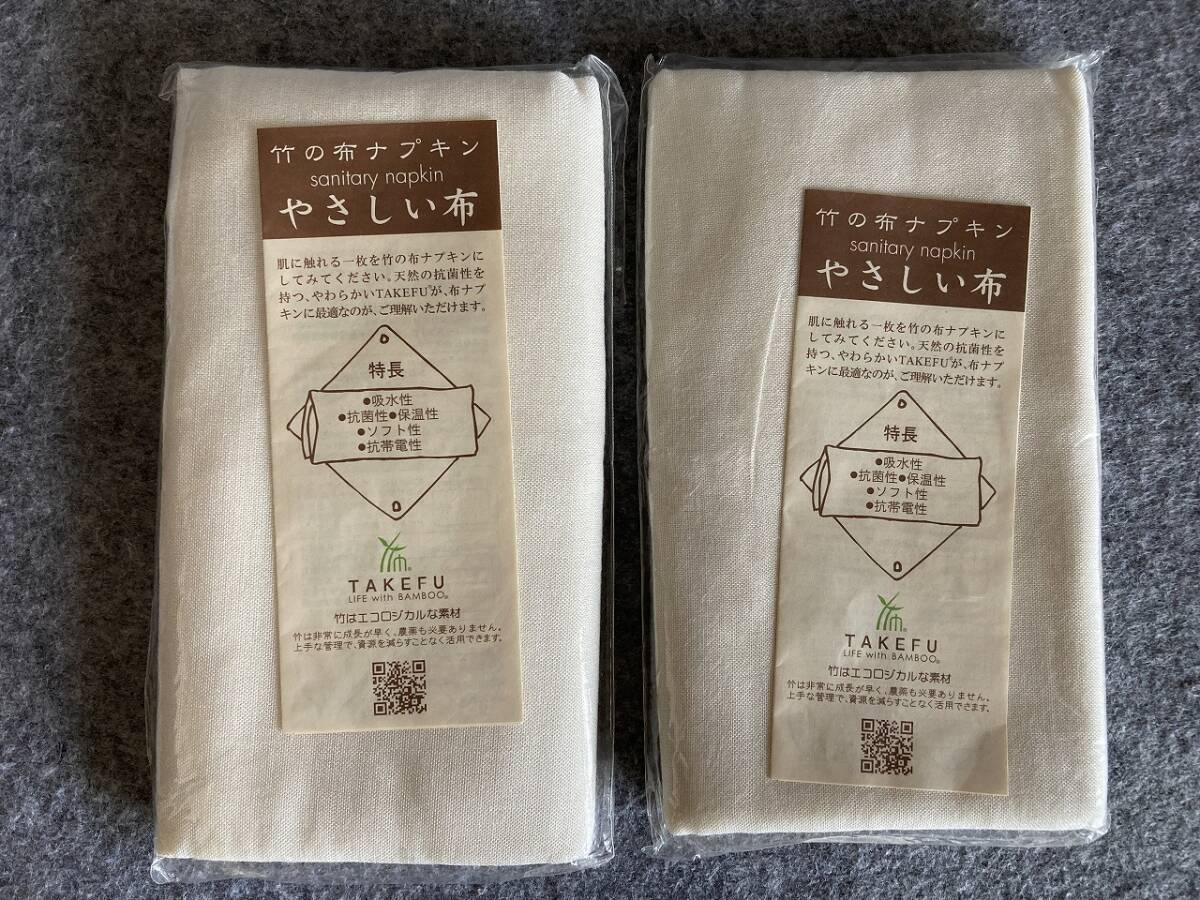 竹の布ナプキン
sanitary napkin
やさしい布
肌に触れる一枚を竹の布ナプキンに
してみてください。天然の抗菌性を
持つ、やわらかいTAKEFU®が、布ナプ
キンに最適なのが、ご理解いただけます。
特長
●吸水性
●抗菌性●保温性
●ソフト性
●抗帯電性
TAKEFU
LIFE with BAMBOO®
竹はエコロジカルな素材
竹は非常に成長が早く、農薬も必要ありません。
上手な管理で、資源を減らすことなく活用できます。
竹の布ナプキン
sanitary napkin
やさしい布
肌に触れる一枚を竹の布ナプキンに
してみてください。天然の抗菌性を
持つ、やわらかいTAKEFU®が、布ナプ
キンに最適なのが、ご理解いただけます。
特長
●吸水性
●抗菌性●保温性
●ソフト性
●抗帯電性
TAKEFU
LIFE with BAMBOO®
竹はエコロジカルな素材
竹は非常に成長が早く、農薬も必要ありません。
上手な管理で、資源を減らすことなく活用できます。